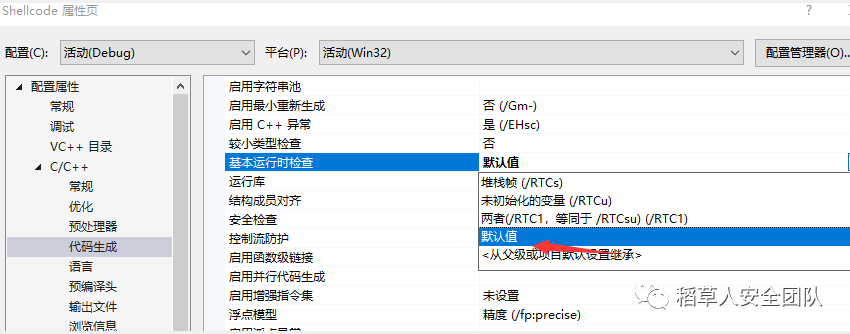 Shellcode 属性页
?
配置(C): 活动(Debug) 平台(P): 活动(Win32) 配置管理器(O)...
配置属性
常规
调试
VC++ 目录
C/C++
常规
优化
预处理器
代码生成
语言
预编译头
输出文件
浏览信息
启用字符串池
启用最小重新生成 否 (/Gm-)
启用 C++ 异常 是 (/EHsc)
较小类型检查 否
基本运行时检查 默认值
运行库
结构成员对齐
安全检查
控制流防护
启用函数级链接
启用并行代码生成
启用增强指令集 未设置
浮点模型 精度 (/fp:precise)
堆栈帧 (/RTCs)
未初始化的变量 (/RTCu)
两者(/RTC1，等同于 /RTCsu) (/RTC1)
默认值
<从父级或项目默认设置继承>
稻草人安全团队